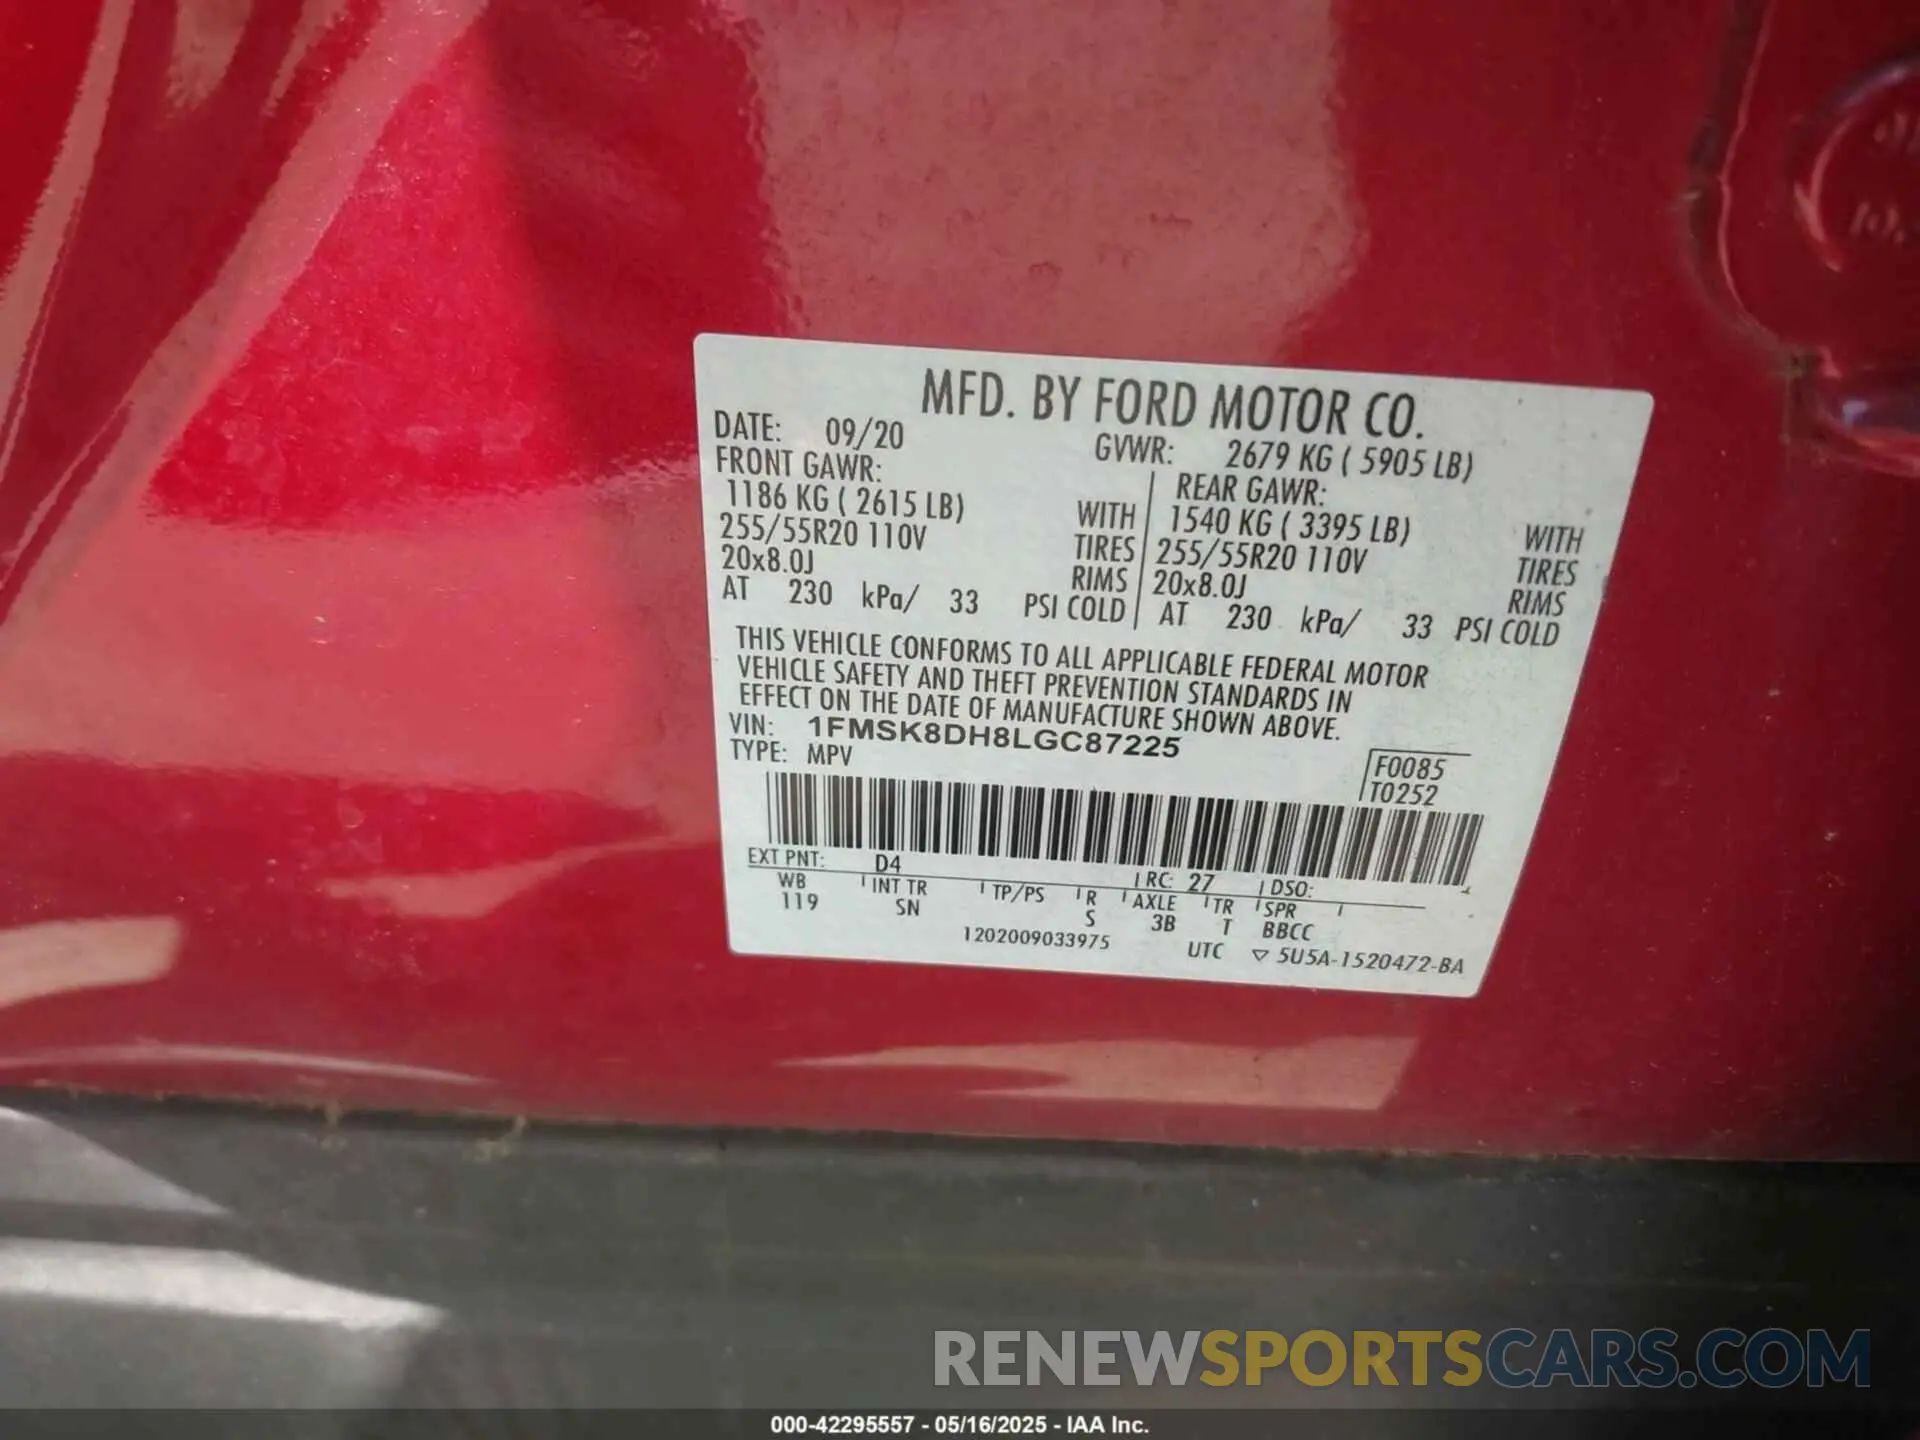 MFD. BY FORD MOTOR CO.
DATE: 09/20 GVWR: 2679 KG ( 5905 LB)
FRONT GAWR: REAR GAWR:
1186 KG ( 2615 LB) WITH 1540 KG ( 3395 LB) WITH
255/55R20 110V TIRES 255/55R20 110V TIRES
20x8.0J RIMS 20x8.0J RIMS
AT 230 kPa/ 33 PSI COLD AT 230 kPa/ 33 PSI COLD
THIS VEHICLE CONFORMS TO ALL APPLICABLE FEDERAL MOTOR
VEHICLE SAFETY AND THEFT PREVENTION STANDARDS IN
EFFECT ON THE DATE OF MANUFACTURE SHOWN ABOVE.
VIN: 1FMSK8DH8LGC87225
TYPE: MPV
F0085
T0252
EXT PNT: D4 RC: 27 DSO:
WB INT TR TP/PS R AXLE TR SPR
119 SN S 3B T BBCC
1202009033975 UTC ▽ 5U5A-1520472-BA
RENEWSPORTSCARS.COM
000-42295557 - 05/16/2025 - IAA Inc.